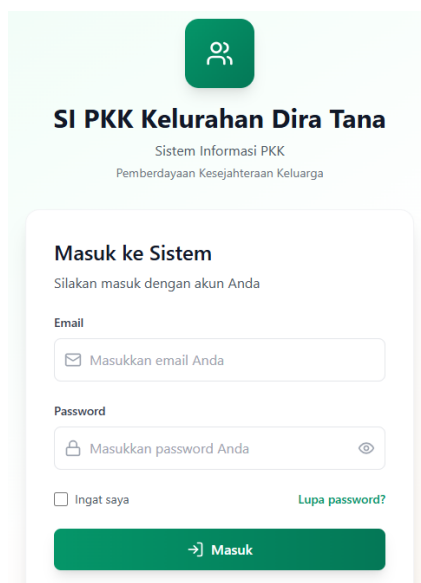 SI PKK Kelurahan Dira Tana
Sistem Informasi PKK
Pemberdayaan Kesejahteraan Keluarga
Masuk ke Sistem
Silakan masuk dengan akun Anda
Email
Masukkan email Anda
Password
Masukkan password Anda
Ingat saya Lupa password?
Masuk